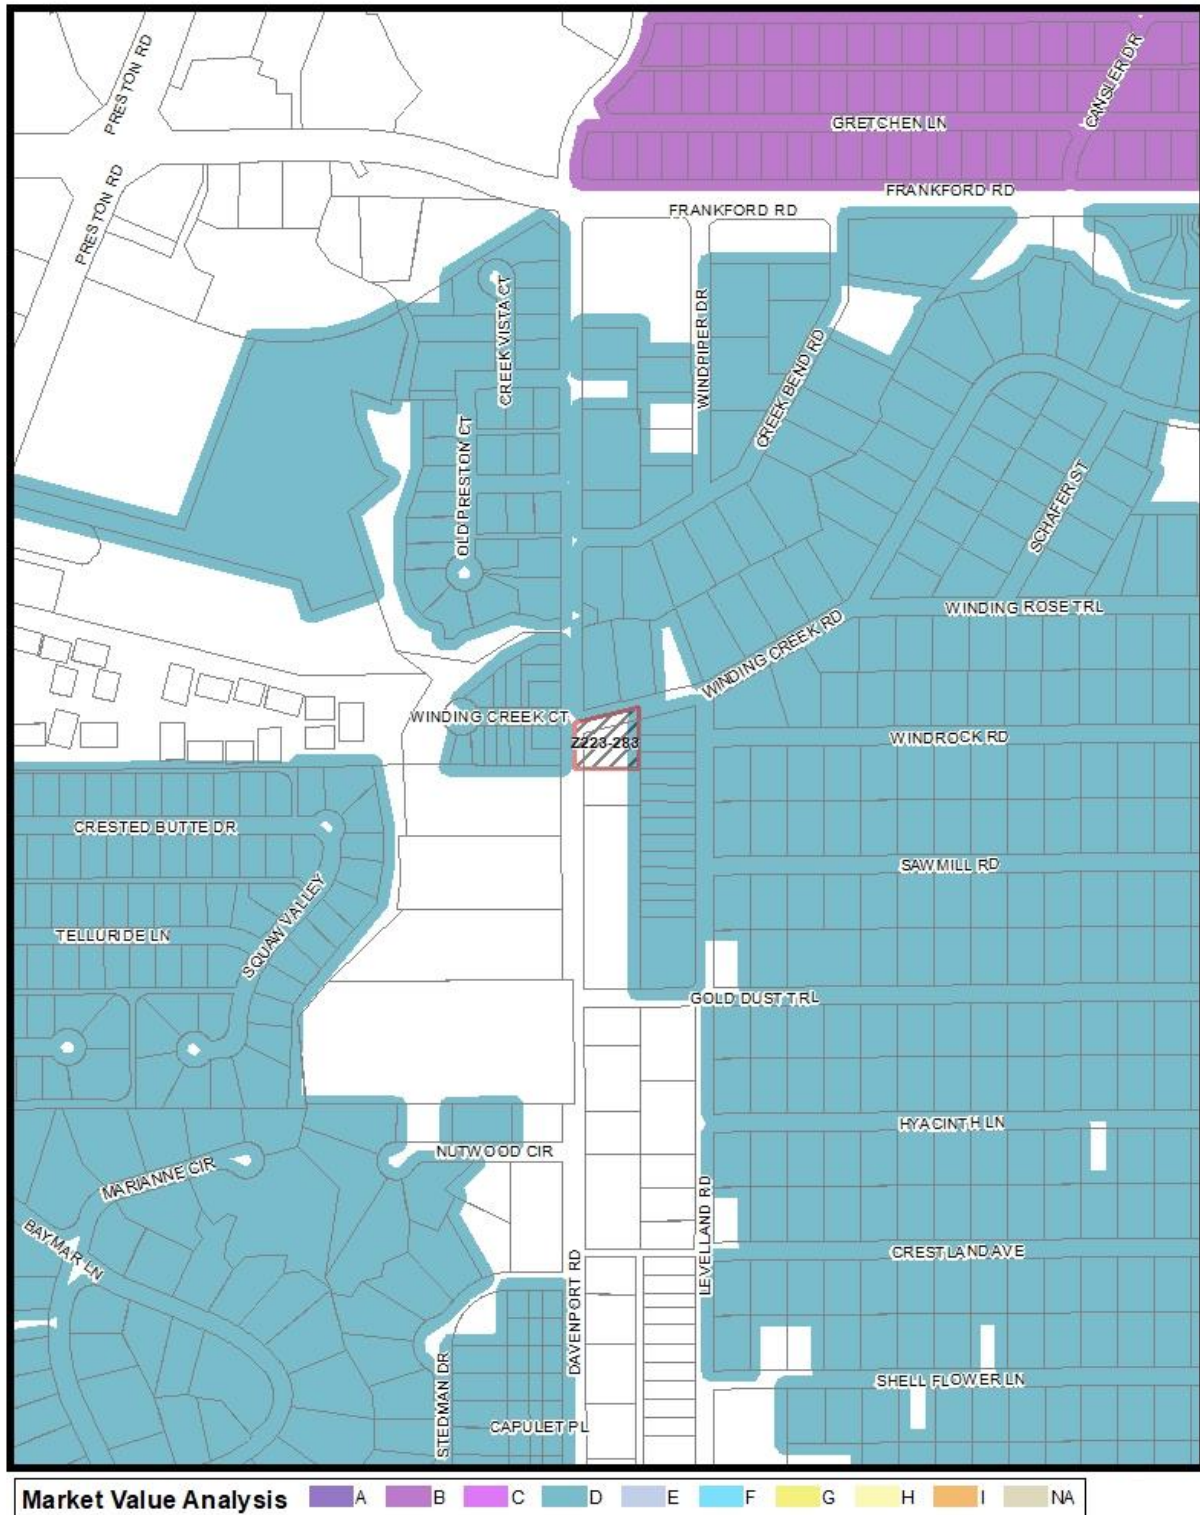 PRESTON RD
CANSLER DR
GRETCHEN LN
PRESTON RD
FRANKFORD RD
FRANKFORD RD
CREEK VISTA CT
WINDPIPER DR
CREEK BEND RD
OLD PRESTON CT
SCHAFER ST
WINDING ROSE TRL
WINDING CREEK RD
WINDING CREEK CT
Z223-283
WINDROCK RD
CRESTED BUTTE DR
SAWMILL RD
SQUAW VALLEY
TELLURIDE LN
GOLD DUST TRL
HYACINTH LN
NUTWOOD CIR
MARIANNE CIR
LEVELLAND RD
BAYMAR LN
CRESTLAND AVE
DAVENPORT RD
SHELL FLOWER LN
STEDMAN DR
CAPULET PL
Market Value Analysis A B C D E F G H I NA